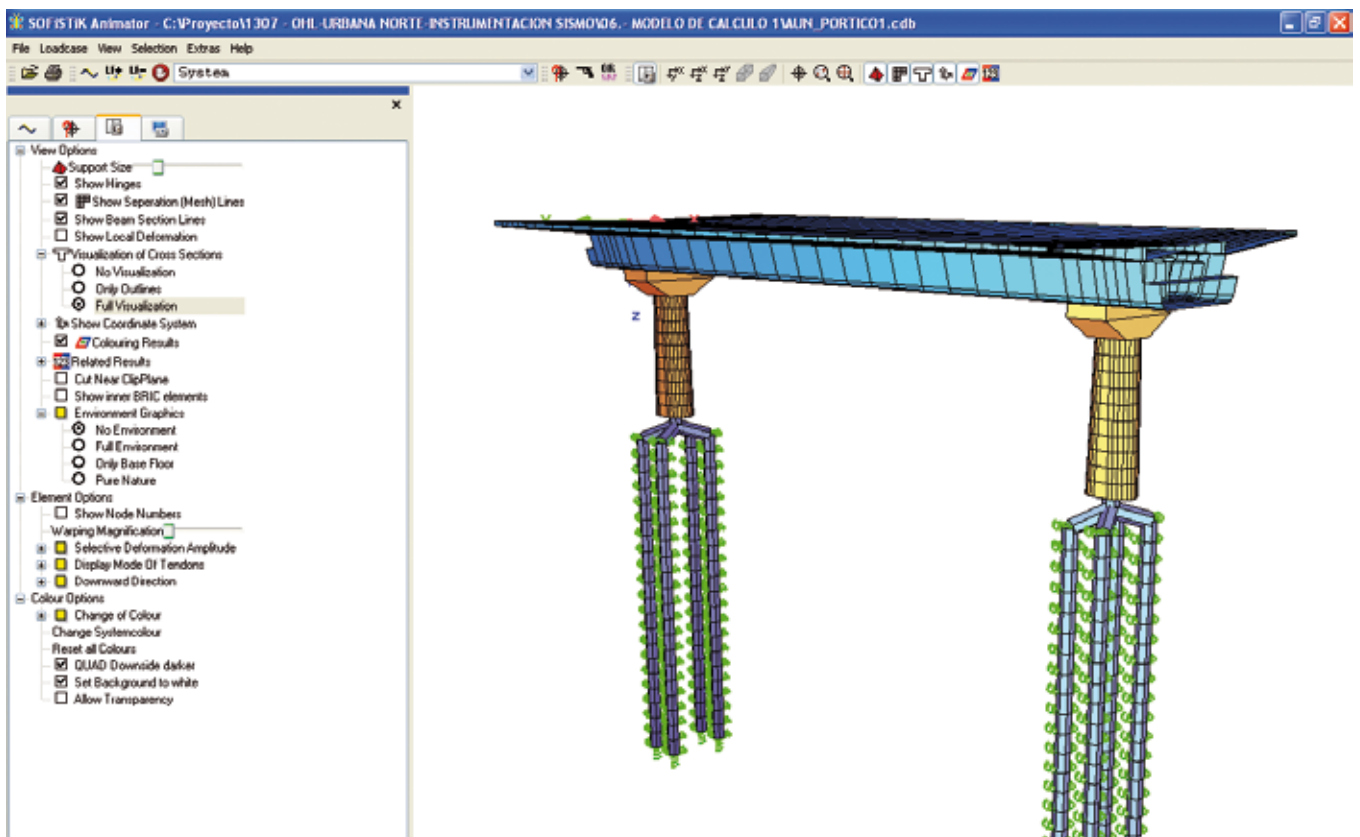 SOFiSTiK Animator - C:\Proyecto\1307 - OHL-URBANA NORTE-INSTRUMENTACION SISMO\06.- MODELO DE CALCULO 1\AUN_PORTICO1.cdb
File Loadcase View Selection Extras Help
System
View Options
Support Size
Show Hinges
Show Seperation (Mesh) Lines
Show Beam Section Lines
Show Local Deformation
Visualization of Cross Sections
No Visualization
Only Outlines
Full Visualization
Show Coordinate System
Colouring Results
123 Related Results
Cut Near ClipPlane
Show inner BRIC elements
Environment Graphics
No Environment
Full Environment
Only Base Floor
Pure Nature
Element Options
Show Node Numbers
Warping Magnification
Selective Deformation Amplitude
Display Mode Of Tendons
Downward Direction
Colour Options
Change of Colour
Change Systemcolour
Reset all Colours
QUAD Downside darker
Set Background to white
Allow Transparency
Y X
Z